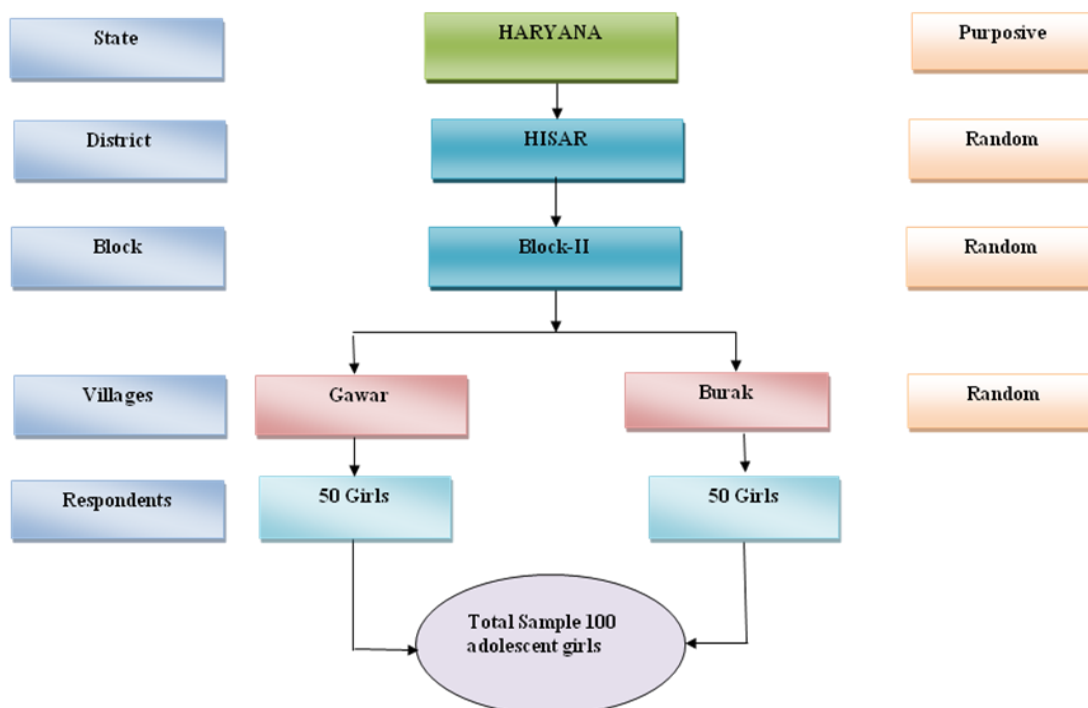 State
HARYANA
Purposive
District
HISAR
Random
Block
Block-II
Random
Villages
Gawar
Burak
Random
Respondents
50 Girls
50 Girls
Total Sample 100
adolescent girls